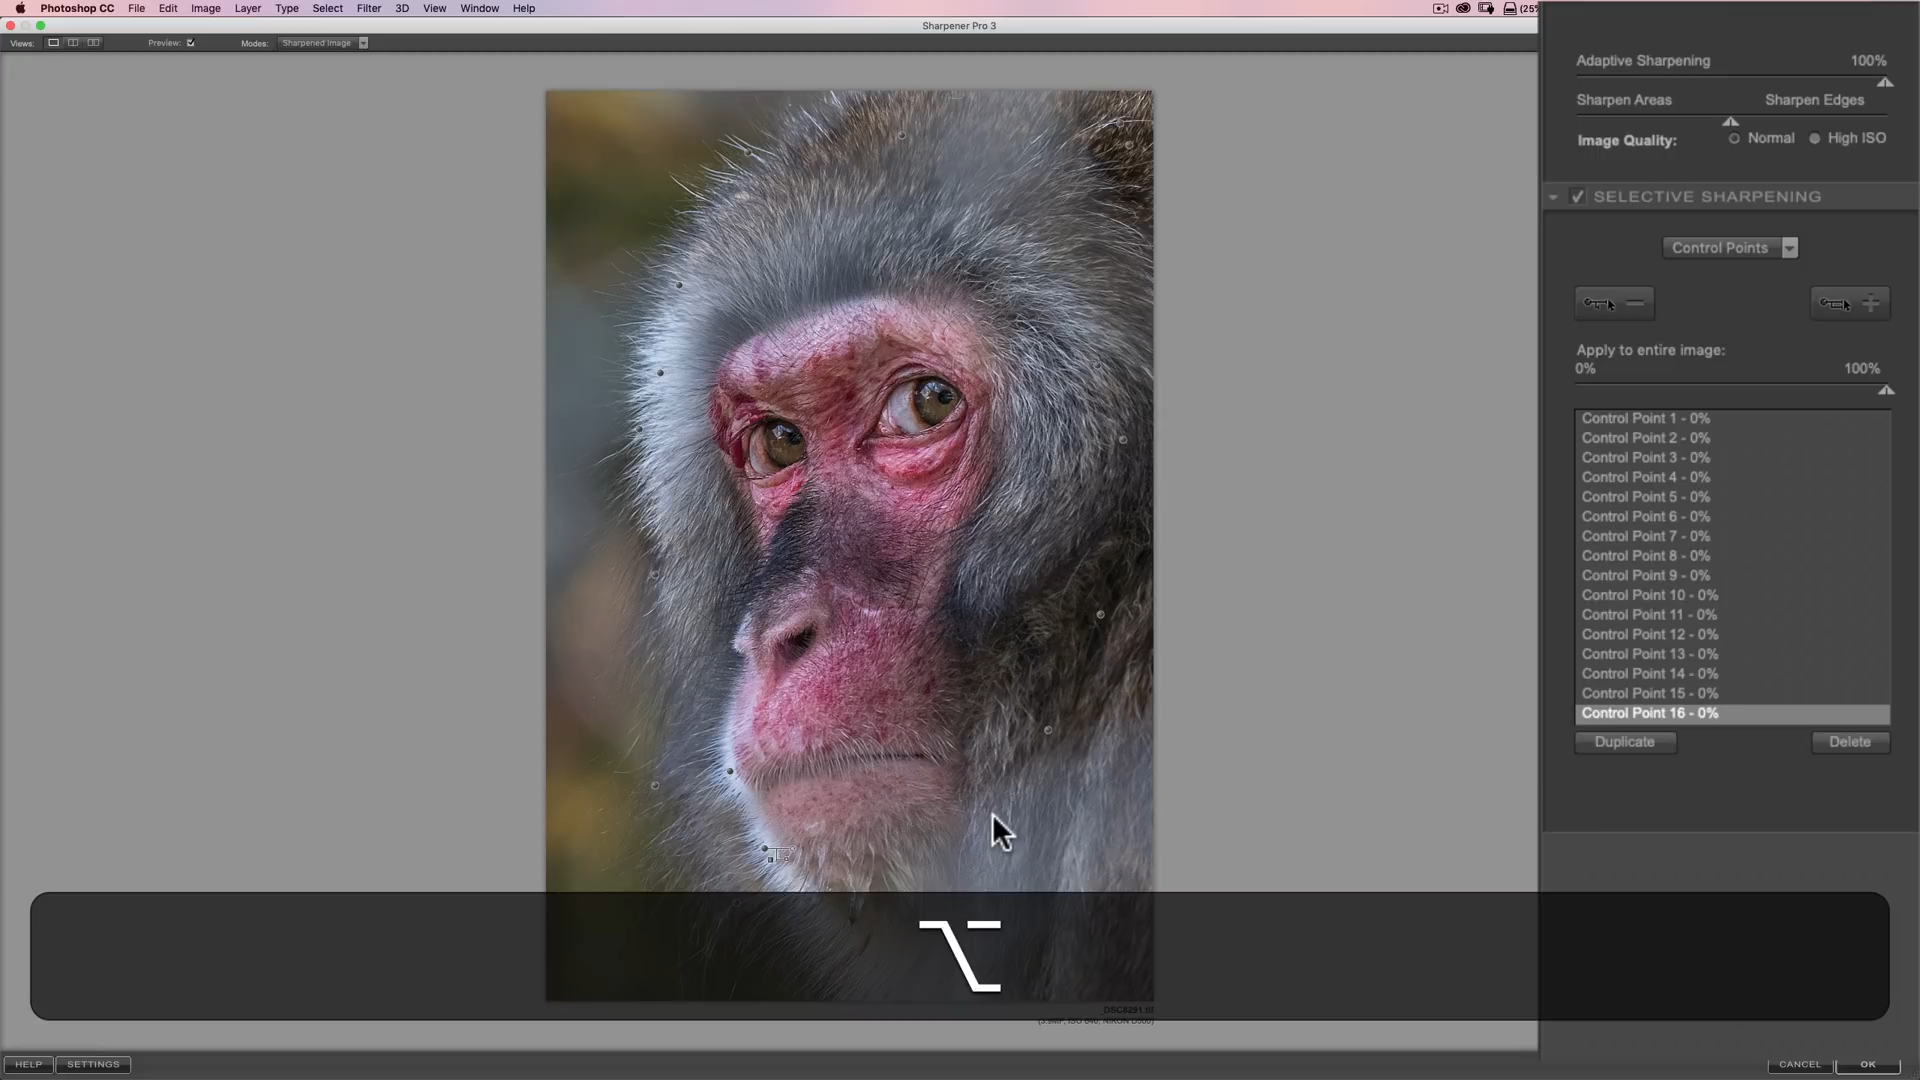 Photoshop CC File Edit Image Layer Type Select Filter 3D View Window Help
Sharpener Pro 3
Views: Preview: Modes: Sharpened Image
Adaptive Sharpening 100%
Sharpen Areas Sharpen Edges
Image Quality: Normal High ISO
SELECTIVE SHARPENING
Control Points
Apply to entire image:
0% 100%
Control Point 1 - 0%
Control Point 2 - 0%
Control Point 3 - 0%
Control Point 4 - 0%
Control Point 5 - 0%
Control Point 6 - 0%
Control Point 7 - 0%
Control Point 8 - 0%
Control Point 9 - 0%
Control Point 10 - 0%
Control Point 11 - 0%
Control Point 12 - 0%
Control Point 13 - 0%
Control Point 14 - 0%
Control Point 15 - 0%
Control Point 16 - 0%
Duplicate Delete
_DSC8291.tif
HELP SETTINGS CANCEL OK